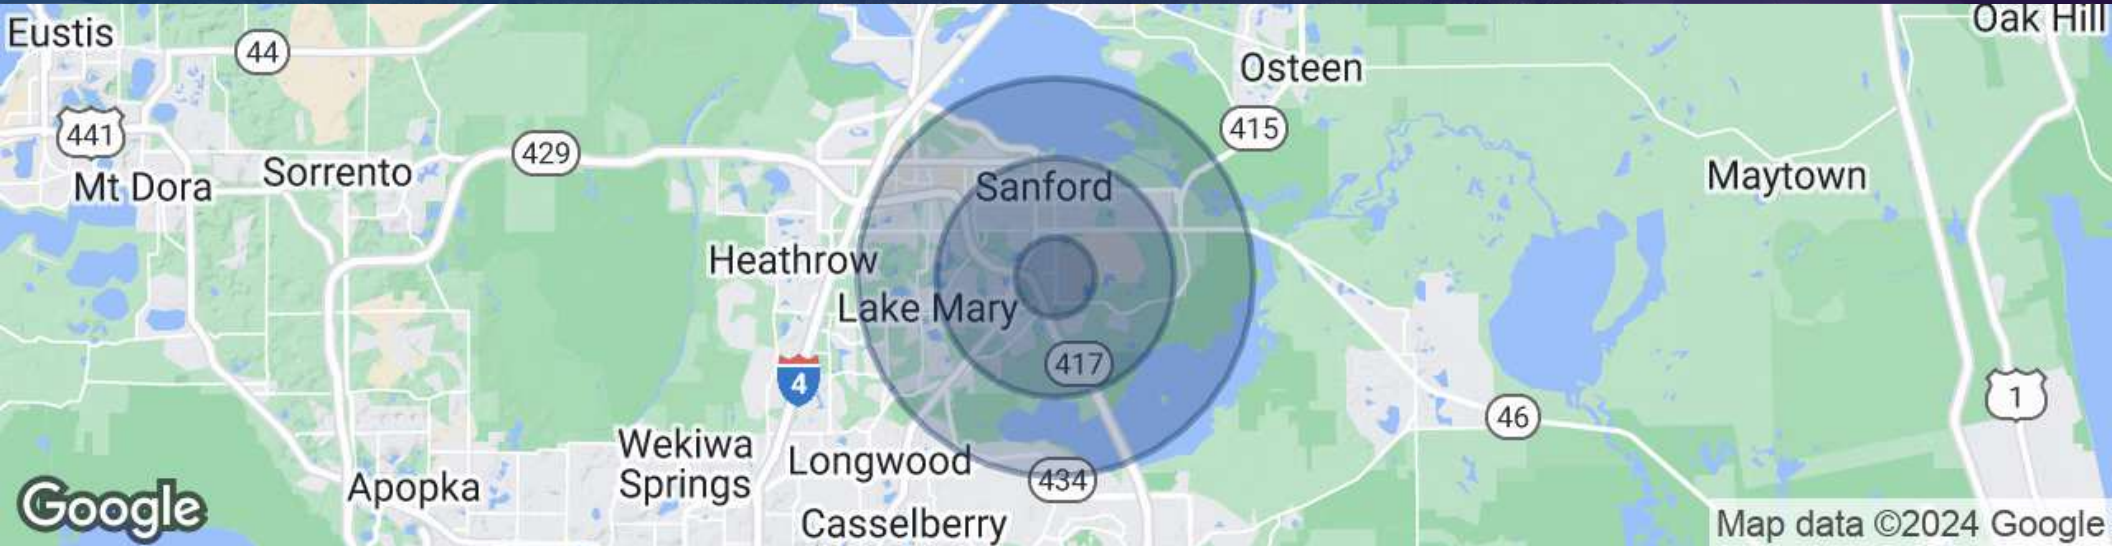 Eustis
44
Oak Hill
Osteen
441
415
429
Sorrento
Mt Dora
Sanford
Maytown
Heathrow
Lake Mary
417
4
1
46
Wekiwa
Springs
Longwood
434
Apopka
Google
Casselberry
Map data ©2024 Google